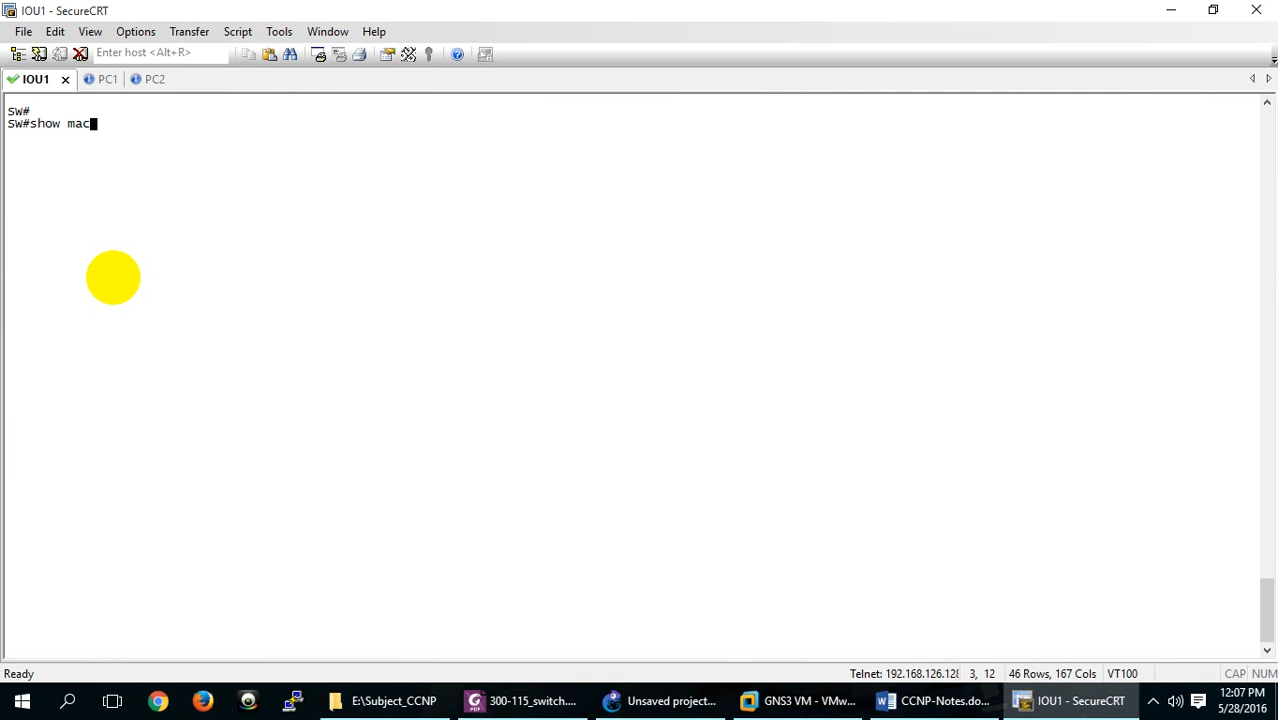 IOU1 - SecureCRT
File Edit View Options Transfer Script Tools Window Help
Enter host <Alt+R>
IOU1 PC1 PC2
SW#
SW#show mac
Ready Telnet: 192.168.126.128 3, 12 46 Rows, 167 Cols VT100 CAP NUM
E:\Subject_CCNP 300-115_switch.... Unsaved project... GNS3 VM - VMw... CCNP-Notes.do... IOU1 - SecureCRT 12:07 PM
5/28/2016